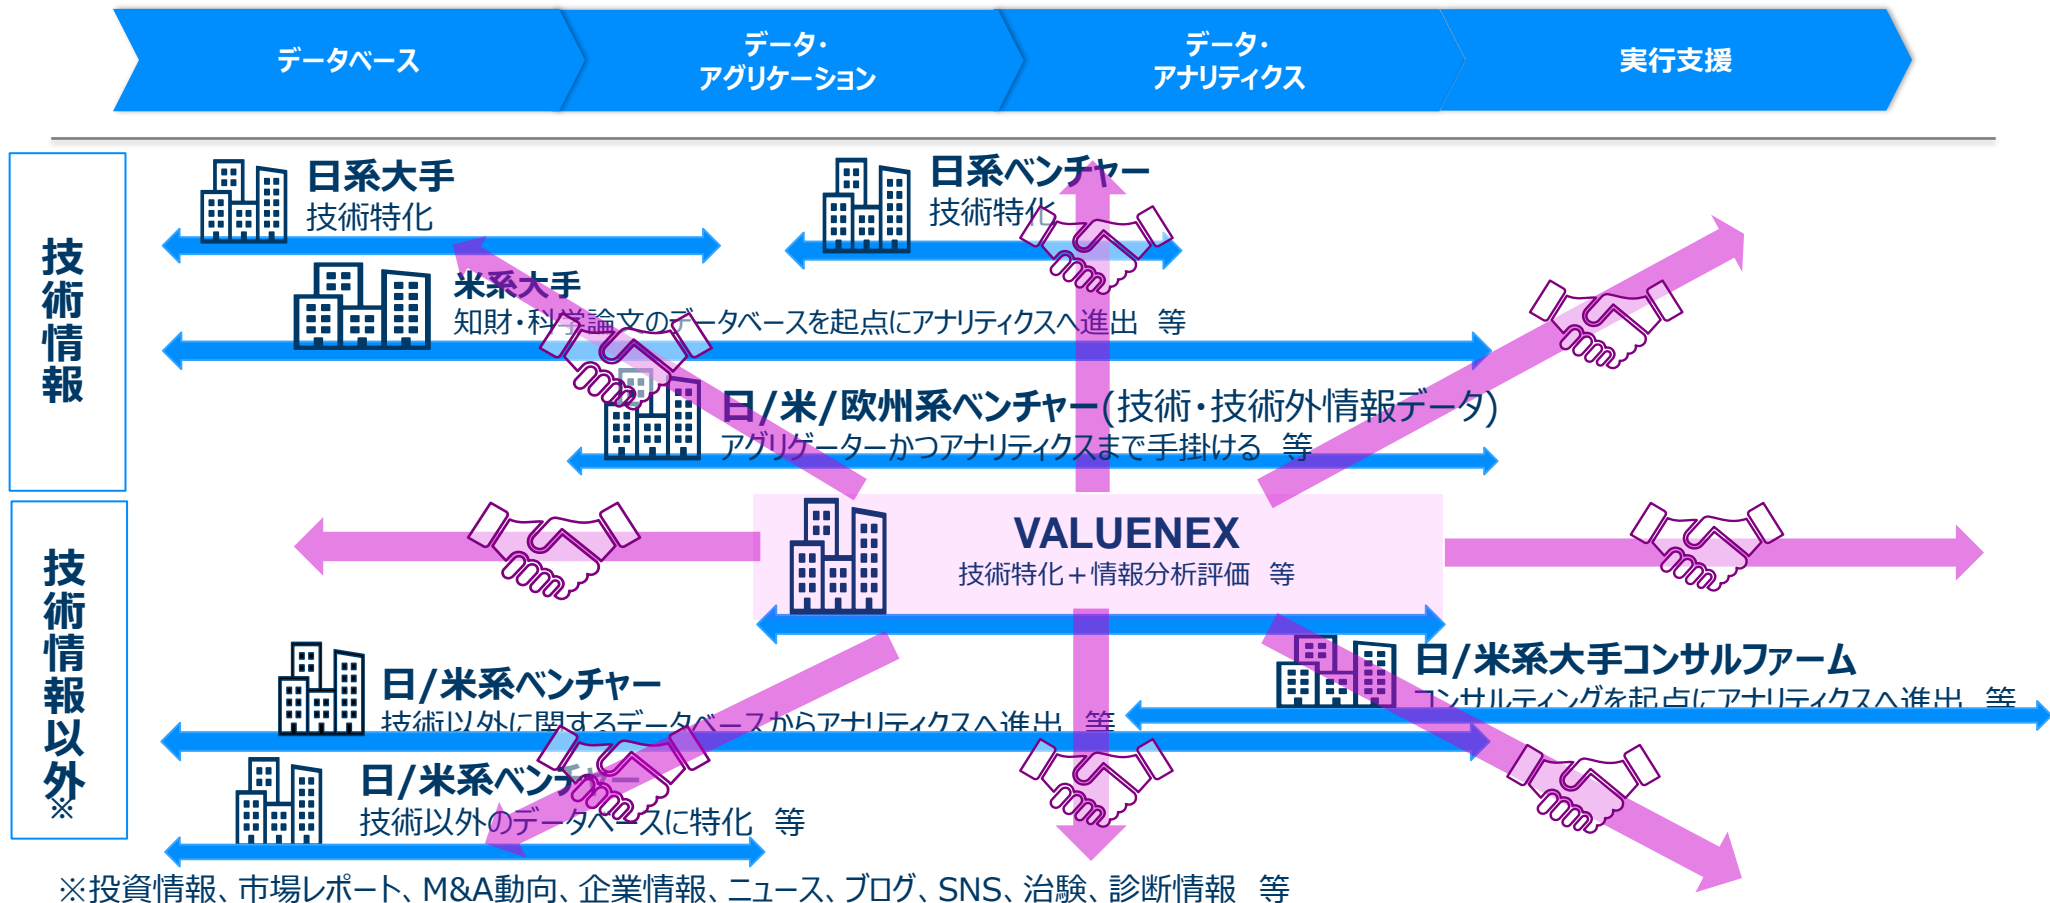 データベース
データ・
アグリケーション
データ・
アナリティクス
実行支援
技術情報
日系大手
技術特化
日系ベンチャー
技術特化
米系大手
知財・科学論文のデータベースを起点にアナリティクスへ進出　等
日/米/欧州系ベンチャー(技術・技術外情報データ)
アグリゲーターかつアナリティクスまで手掛ける　等
VALUENEX
技術特化＋情報分析評価　等
技術情報以外
※
日/米系大手コンサルファーム
コンサルティングを起点にアナリティクスへ進出　等
日/米系ベンチャー
技術以外に関するデータベースからアナリティクスへ進出　等
日/米系ベンチャー
技術以外のデータベースに特化　等
※投資情報、市場レポート、M&A動向、企業情報、ニュース、ブログ、SNS、治験、診断情報　等